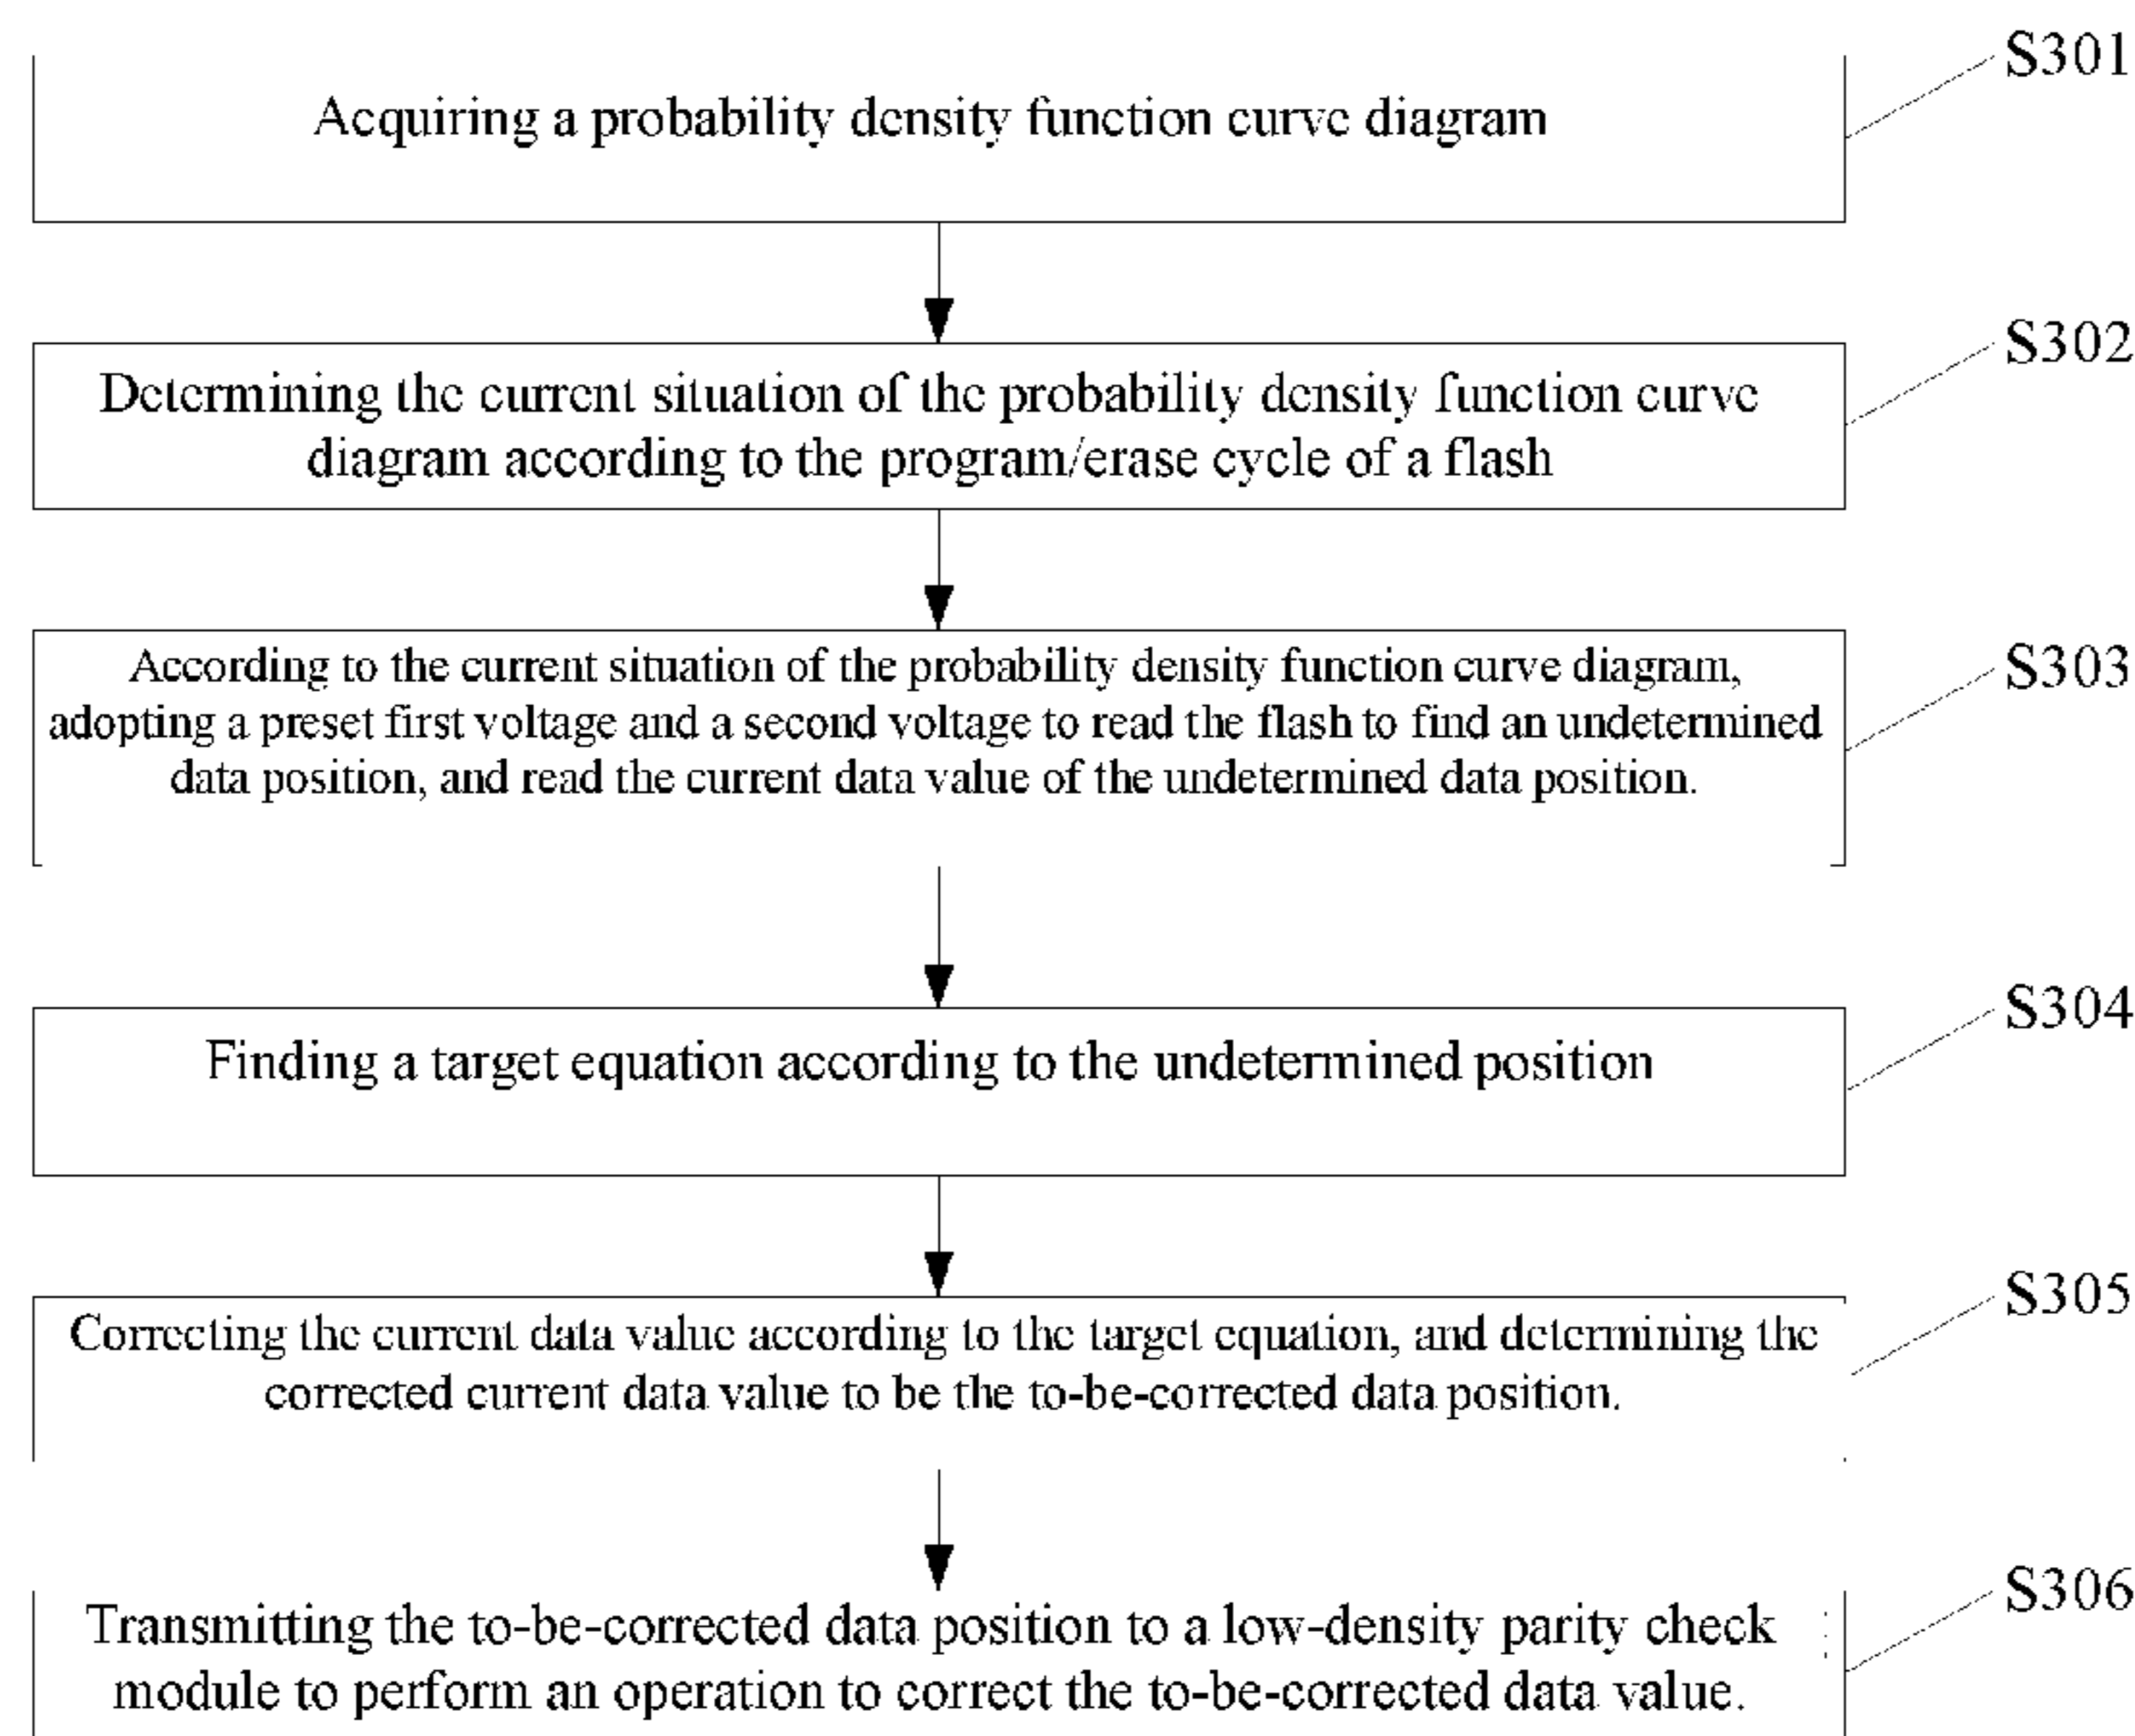 S301
Acquiring a probability density function curve diagram
S302
Determining the current situation of the probability density function curve
diagram according to the program/erase cycle of a flash
S303
According to the current situation of the probability density function curve diagram,
adopting a preset first voltage and a second voltage to read the flash to find an undetermined
data position, and read the current data value of the undetermined data position.
S304
Finding a target equation according to the undetermined position
S305
Correcting the current data value according to the target equation, and determining the
corrected current data value to be the to-be-corrected data position.
S306
Transmitting the to-be-corrected data position to a low-density parity check
module to perform an operation to correct the to-be-corrected data value.